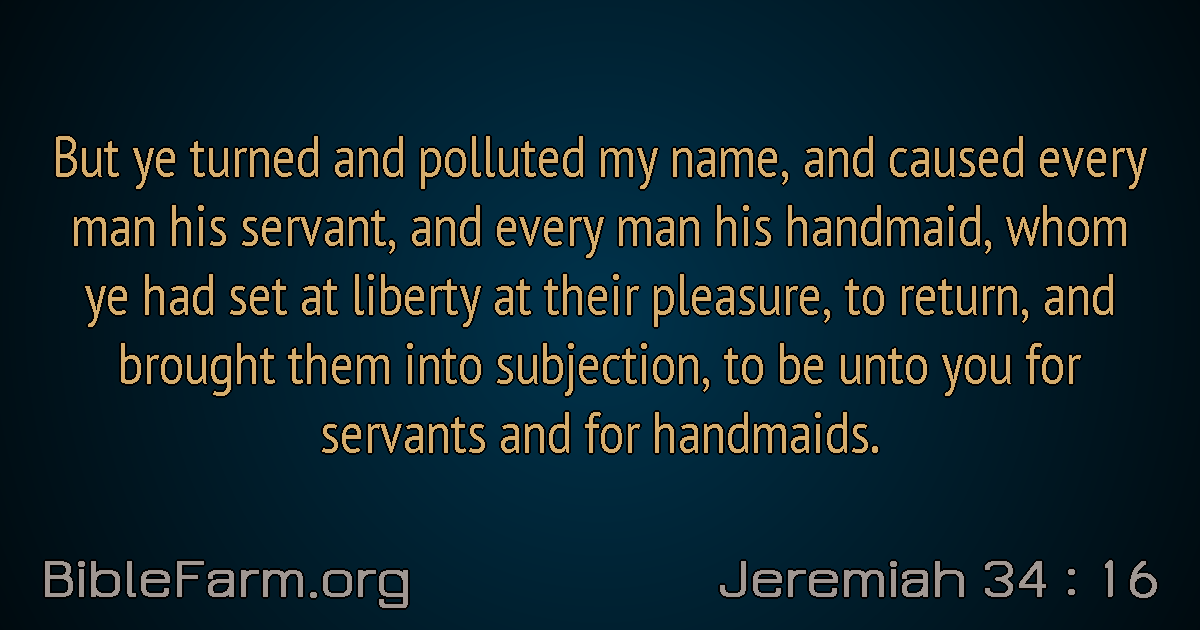 But ye turned and polluted my name, and caused every
man his servant, and every man his handmaid, whom
ye had set at liberty at their pleasure, to return, and
brought them into subjection, to be unto you for
servants and for handmaids.
BibleFarm.org
Jeremiah 34 : 16